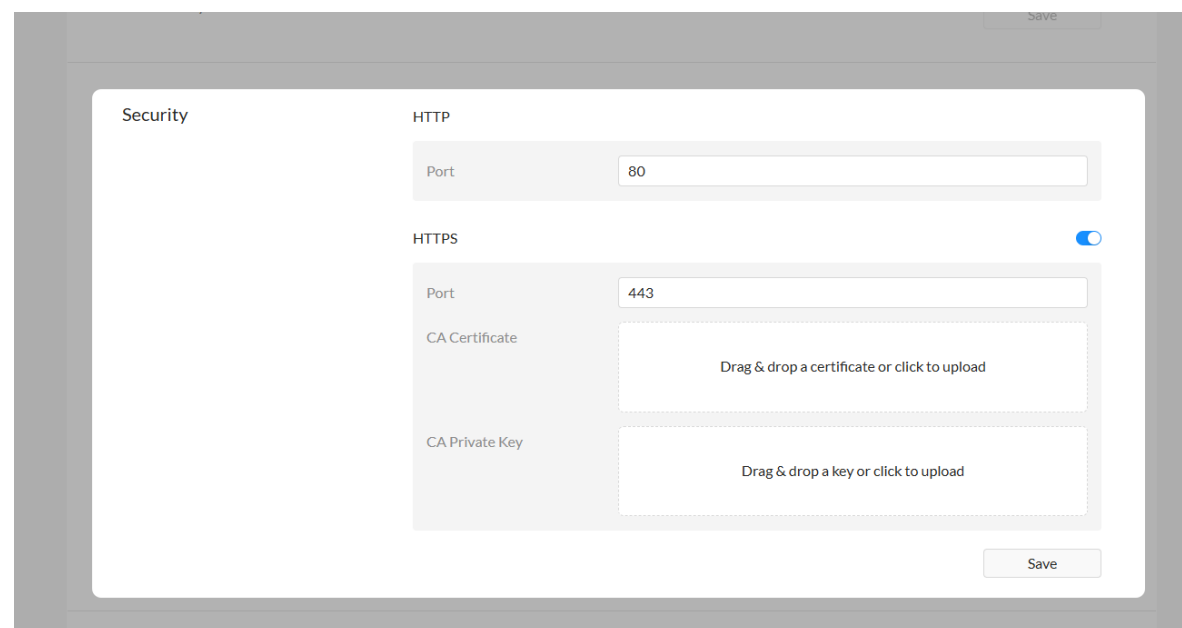 Save
Security
HTTP
Port
80
HTTPS
Port
443
CA Certificate
Drag & drop a certificate or click to upload
CA Private Key
Drag & drop a key or click to upload
Save